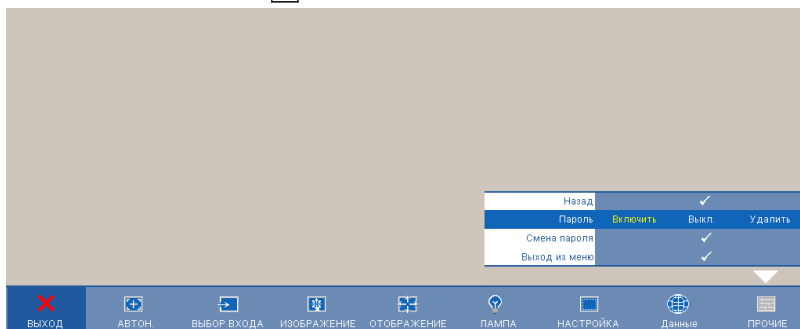 Назад
Пароль Включить Выкл. Удалить
Смена пароля
Выход из меню
ВЫХОД АВТОН. ВЫБОР ВХОДА ИЗОБРАЖЕНИЕ ОТОБРАЖЕНИЕ ЛАМПА НАСТРОЙКА Данные ПРОЧИЕ